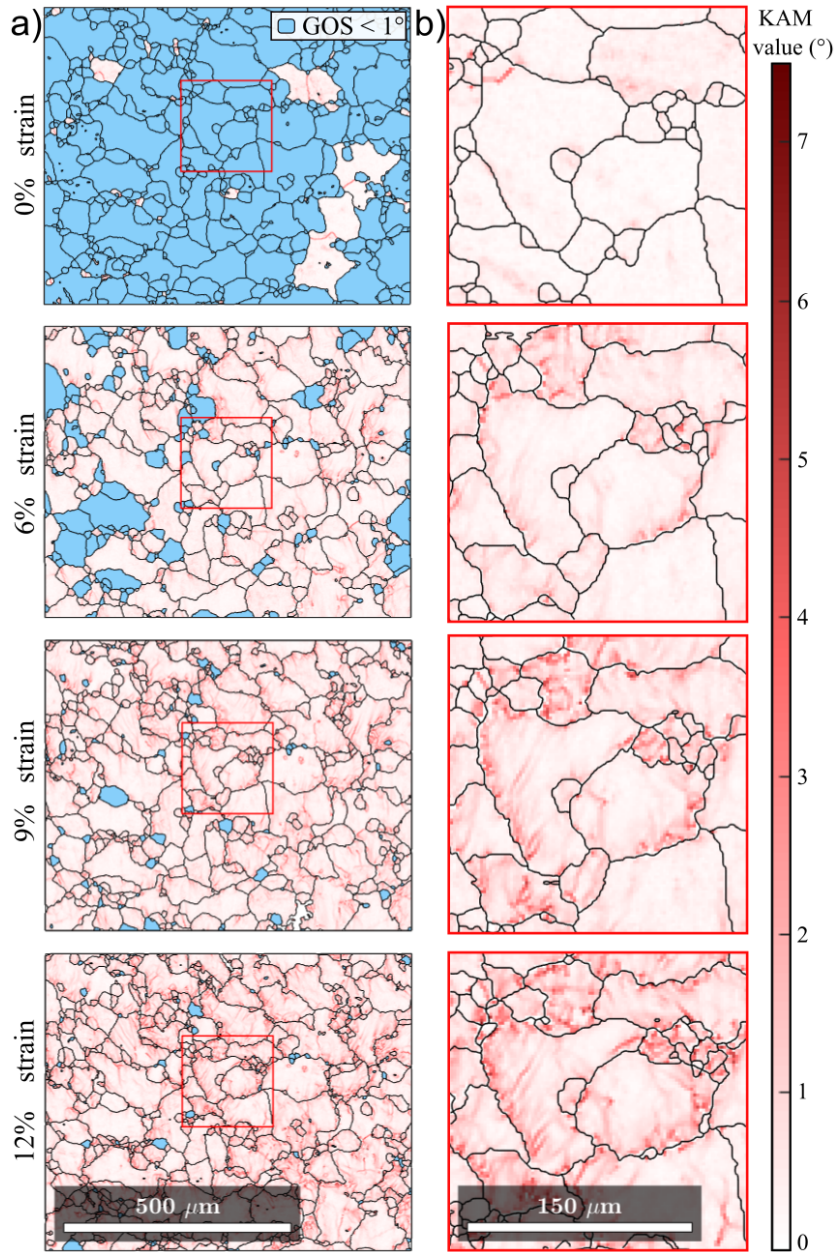 a)
GOS < 1°
b)
KAM
value (°)
0% strain
6% strain
9% strain
12% strain
7
6
5
4
3
2
1
0
500 μm
150 μm